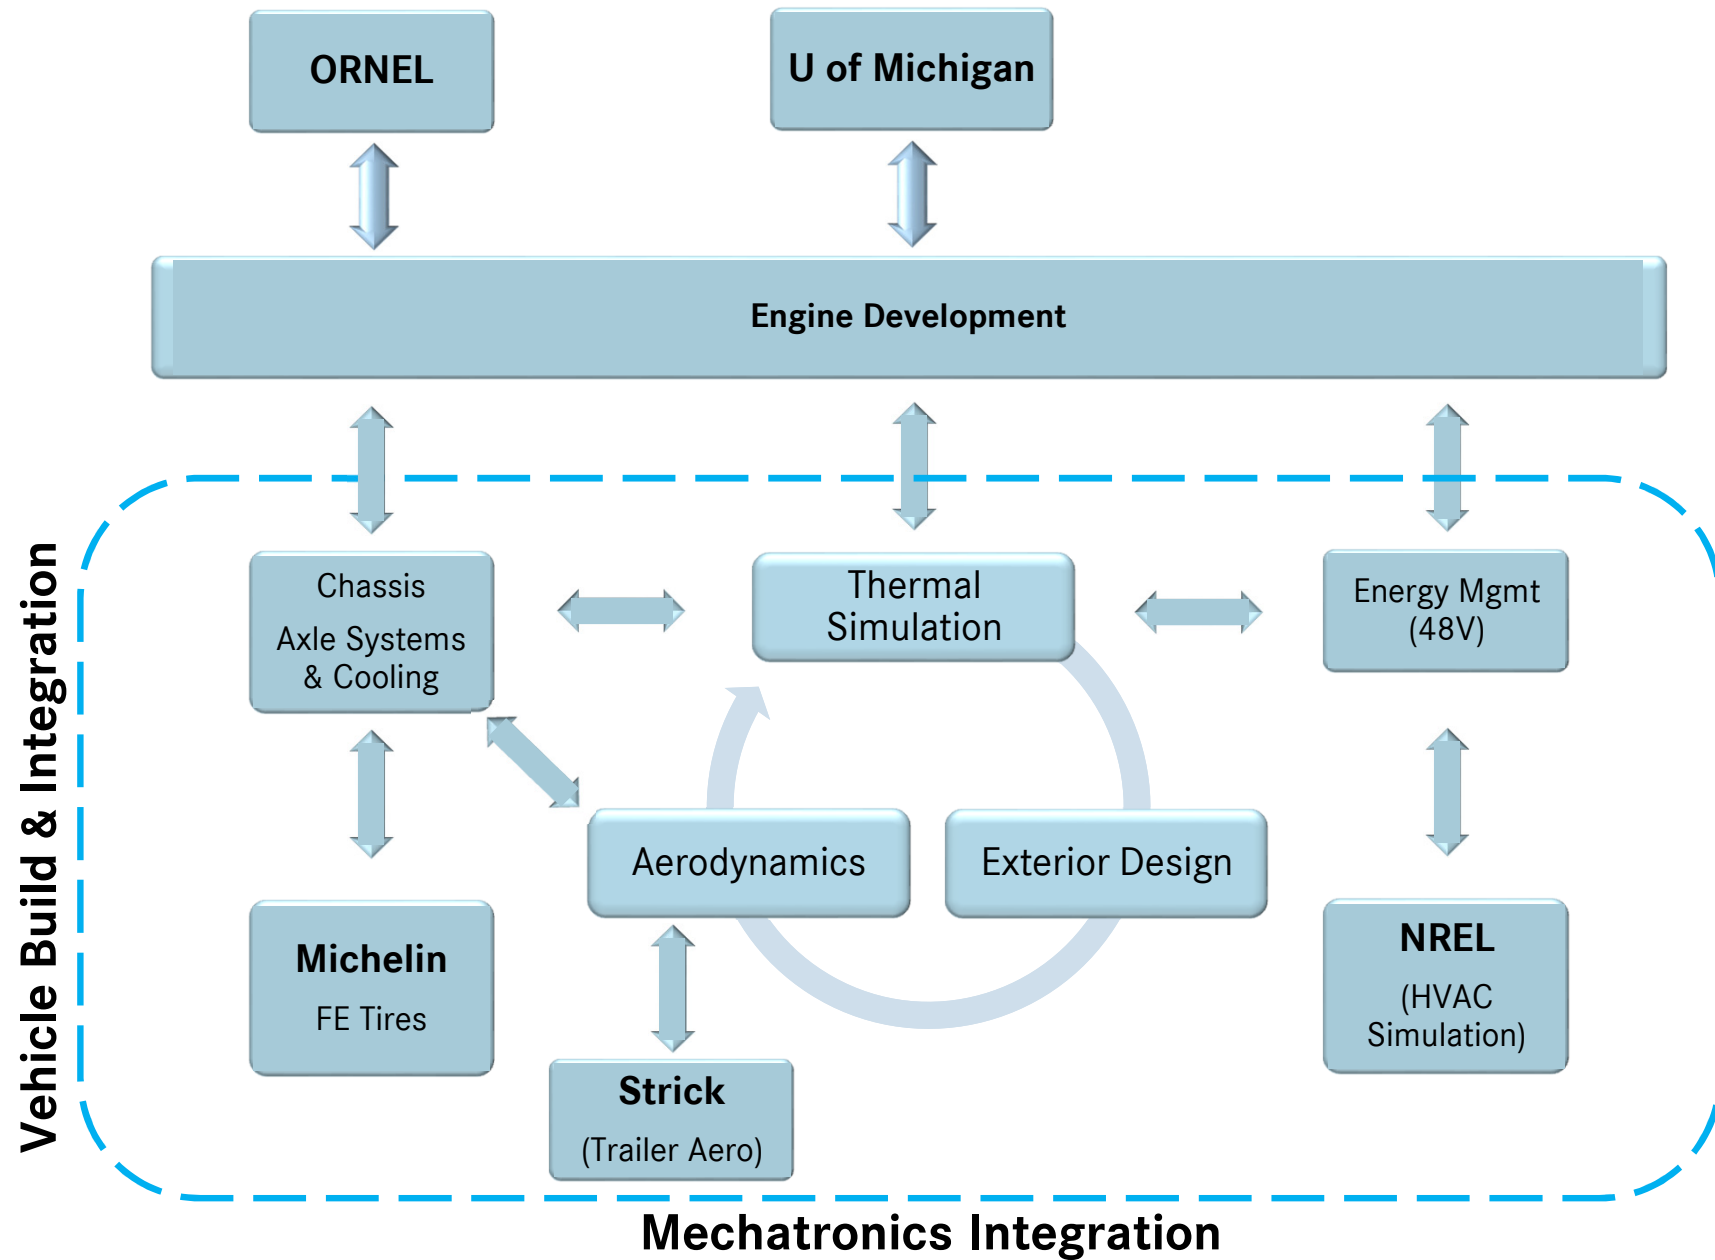 ORNEL
U of Michigan
Engine Development
Chassis
Axle Systems
& Cooling
Thermal
Simulation
Energy Mgmt
(48V)
Aerodynamics
Exterior Design
Michelin
FE Tires
NREL
(HVAC
Simulation)
Strick
(Trailer Aero)
Vehicle Build & Integration
Mechatronics Integration